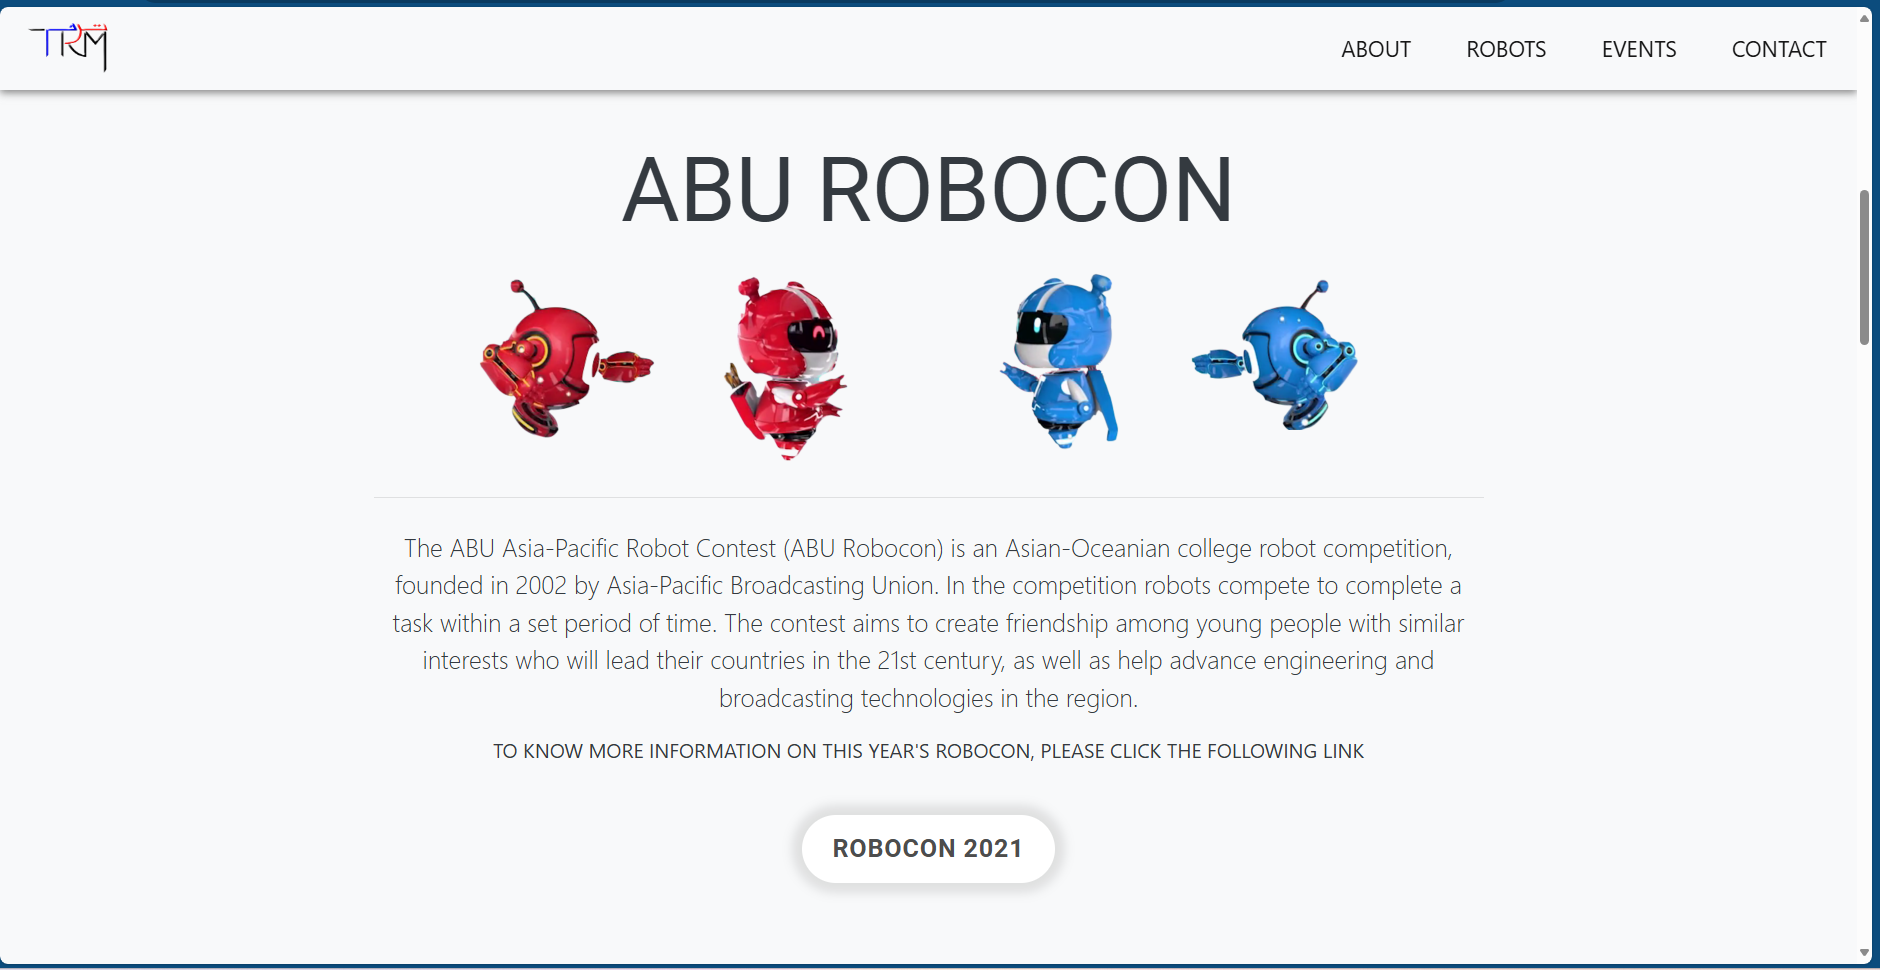 TRM
ABOUT
ROBOTS
EVENTS
CONTACT
ABU ROBOCON
The ABU Asia-Pacific Robot Contest (ABU Robocon) is an Asian-Oceanian college robot competition,
founded in 2002 by Asia-Pacific Broadcasting Union. In the competition robots compete to complete a
task within a set period of time. The contest aims to create friendship among young people with similar
interests who will lead their countries in the 21st century, as well as help advance engineering and
broadcasting technologies in the region.
TO KNOW MORE INFORMATION ON THIS YEAR'S ROBOCON, PLEASE CLICK THE FOLLOWING LINK
ROBOCON 2021